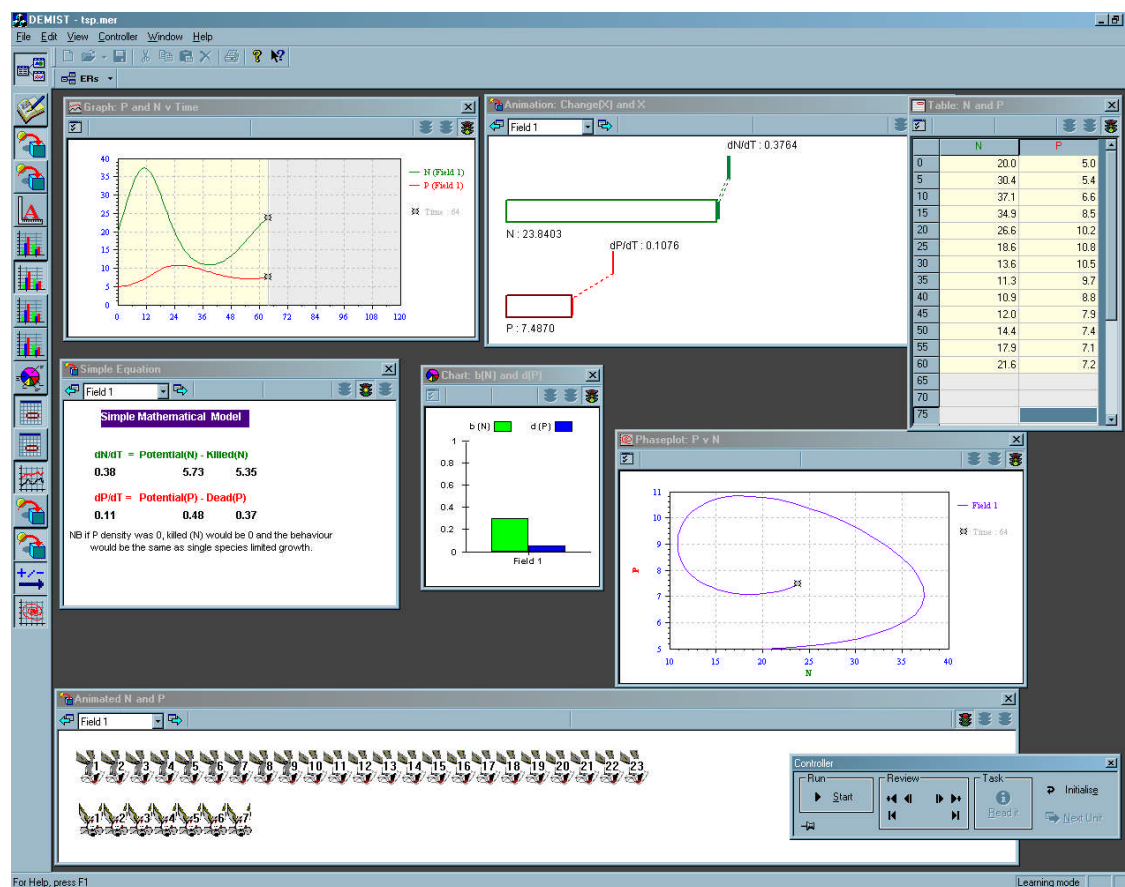 DEMIST - tsp.mer
File Edit View Controller Window Help
ERs
Graph: P and N v Time
40
35
30
25
20
15
10
5
0
0 12 24 36 48 60 72 84 96 108 120
N (Field 1)
P (Field 1)
Time : 64
Animation: Change(X) and X
Field 1
dN/dT : 0.3764
N : 23.8403
dP/dT : 0.1076
P : 7.4870
Table: N and P
N P
0 20.0 5.0
5 30.4 5.4
10 37.1 6.6
15 34.9 8.5
20 26.6 10.2
25 18.6 10.8
30 13.6 10.5
35 11.3 9.7
40 10.9 8.8
45 12.0 7.9
50 14.4 7.4
55 17.9 7.1
60 21.6 7.2
65
70
75
Simple Equation
Field 1
Simple Mathematical Model
dN/dT = Potential(N) - Killed(N)
0.38 5.73 5.35
dP/dT = Potential(P) - Dead(P)
0.11 0.48 0.37
NB if P density was 0, killed (N) would be 0 and the behaviour
would be the same as single species limited growth.
Chart: b(N) and d(P)
b (N) d (P)
1
0.8
0.6
0.4
0.2
0
Field 1
Phaseplot: P v N
11
10
9
8
7
6
5
P
10 15 20 25 30 35 40
N
Field 1
Time : 64
Animated N and P
Field 1
1 2 3 4 5 6 7 8 9 10 11 12 13 14 15 16 17 18 19 20 21 22 23
1 2 3 4 5 6 7
Controller
Run
Start
Review
Task
Read it
Initialise
Next Unit
For Help, press F1
Learning mode